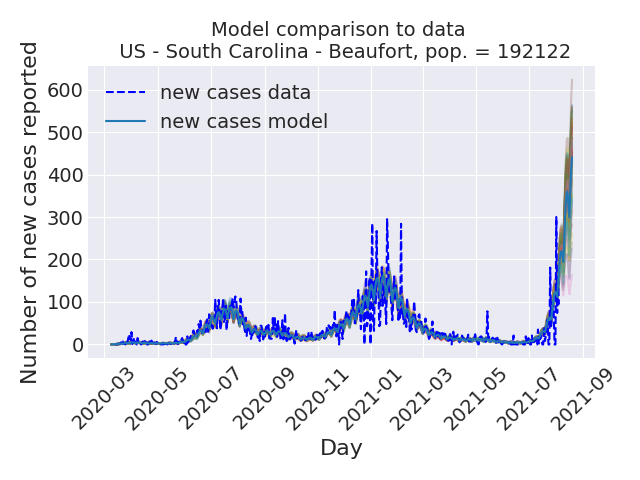 Model comparison to data
US - South Carolina - Beaufort, pop. = 192122
new cases data
new cases model
Number of new cases reported
600
500
400
300
200
100
0
2020-03
2020-05
2020-07
2020-09
2020-11
2021-01
2021-03
2021-05
2021-07
2021-09
Day